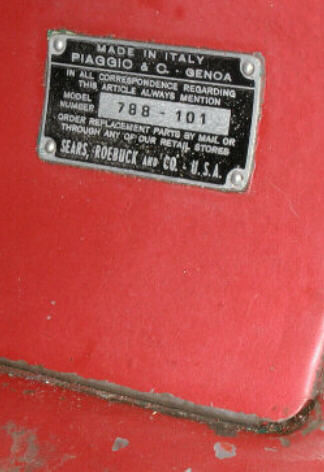 MADE IN ITALY
PIAGGIO & C. - GENOA
IN ALL CORRESPONDENCE REGARDING
THIS ARTICLE ALWAYS MENTION
MODEL
NUMBER 788 - 101
ORDER REPLACEMENT PARTS BY MAIL OR
THROUGH ANY OF OUR RETAIL STORES
SEARS, ROEBUCK AND CO. - U.S.A.